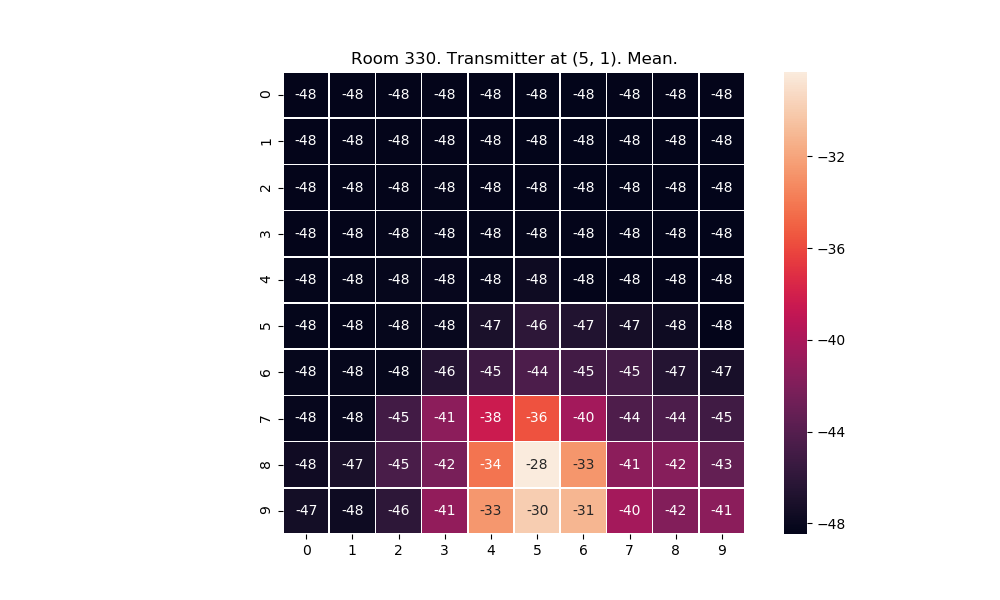 Room 330. Transmitter at (5, 1). Mean.
0 -48 -48 -48 -48 -48 -48 -48 -48 -48 -48
1 -48 -48 -48 -48 -48 -48 -48 -48 -48 -48
−32
2 -48 -48 -48 -48 -48 -48 -48 -48 -48 -48
3 -48 -48 -48 -48 -48 -48 -48 -48 -48 -48
−36
4 -48 -48 -48 -48 -48 -48 -48 -48 -48 -48
5 -48 -48 -48 -48 -47 -46 -47 -47 -48 -48
−40
6 -48 -48 -48 -46 -45 -44 -45 -45 -47 -47
7 -48 -48 -45 -41 -38 -36 -40 -44 -44 -45
−44
8 -48 -47 -45 -42 -34 -28 -33 -41 -42 -43
9 -47 -48 -46 -41 -33 -30 -31 -40 -42 -41
−48
0 1 2 3 4 5 6 7 8 9